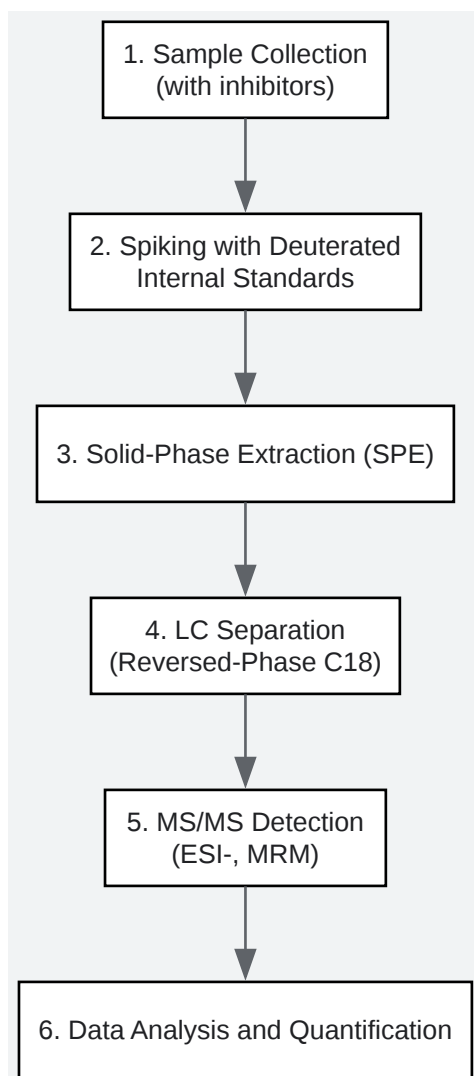 1. Sample Collection
(with inhibitors)
2. Spiking with Deuterated
Internal Standards
3. Solid-Phase Extraction (SPE)
4. LC Separation
(Reversed-Phase C18)
5. MS/MS Detection
(ESI-, MRM)
6. Data Analysis and Quantification